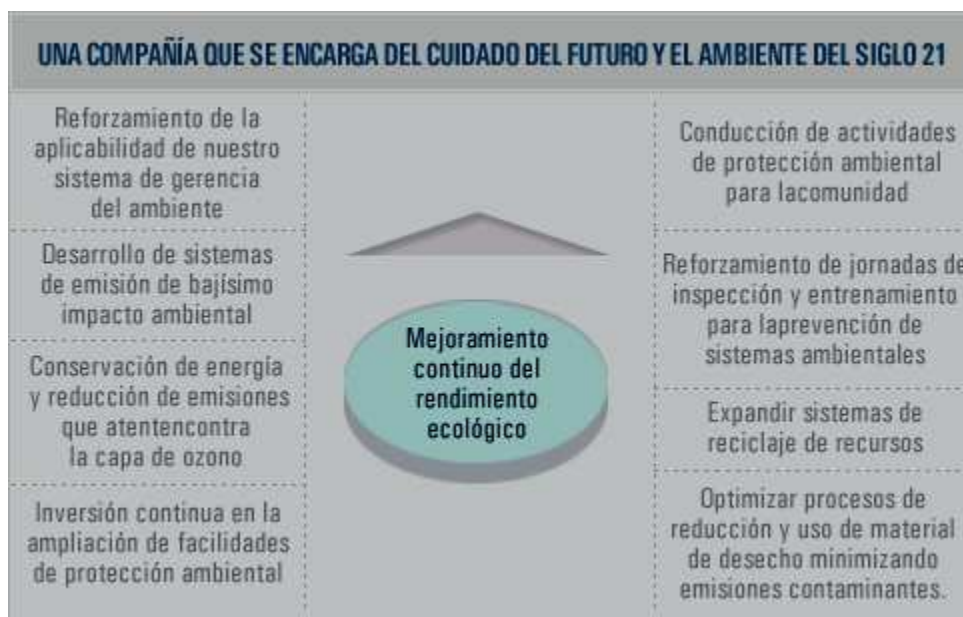 UNA COMPAÑÍA QUE SE ENCARGA DEL CUIDADO DEL FUTURO Y EL AMBIENTE DEL SIGLO 21
Reforzamiento de la
aplicabilidad de nuestro
sistema de gerencia
del ambiente
Desarrollo de sistemas
de emisión de bajísimo
impacto ambiental
Conservación de energía
y reducción de emisiones
que atentencontra
la capa de ozono
Inversión continua en la
ampliación de facilidades
de protección ambiental
Mejoramiento
continuo del
rendimiento
ecológico
Conducción de actividades
de protección ambiental
para lacomunidad
Reforzamiento de jornadas de
inspección y entrenamiento
para laprevención de
sistemas ambientales
Expandir sistemas de
reciclaje de recursos
Optimizar procesos de
reducción y uso de material
de desecho minimizando
emisiones contaminantes.